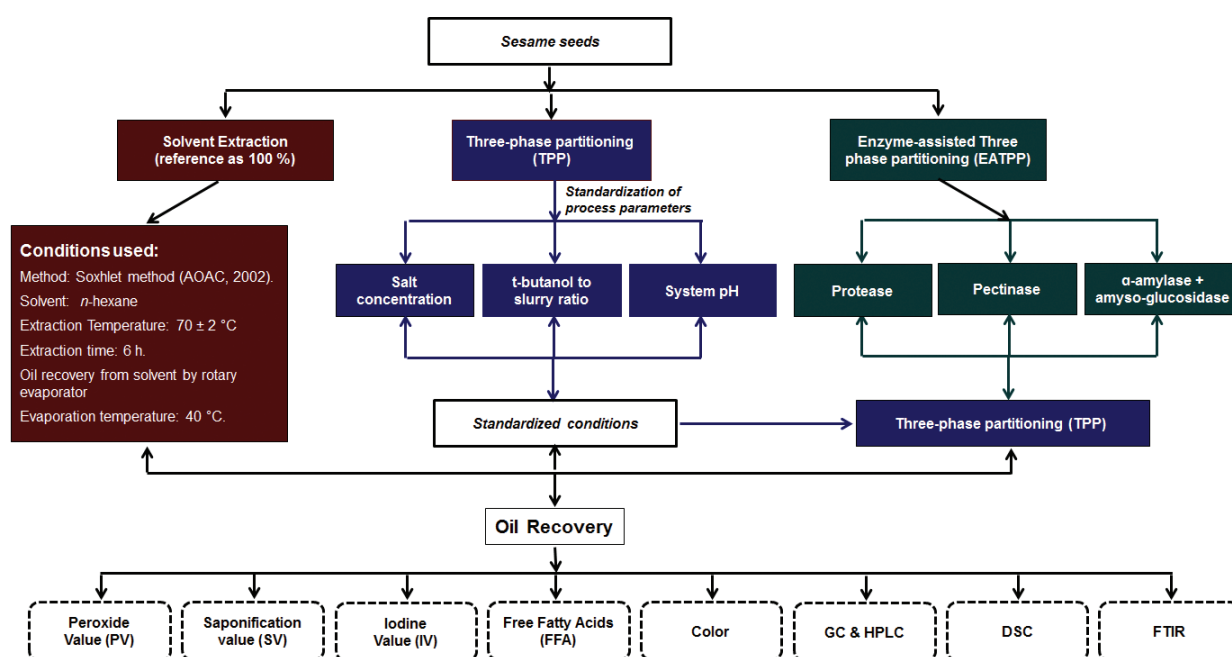 Sesame seeds
Solvent Extraction
(reference as 100 %)
Three-phase partitioning
(TPP)
Enzyme-assisted Three
phase partitioning (EATPP)
Standardization of
process parameters
Conditions used:
Method: Soxhlet method (AOAC, 2002).
Solvent: n-hexane
Extraction Temperature: 70 ± 2 °C
Extraction time: 6 h.
Oil recovery from solvent by rotary
evaporator
Evaporation temperature: 40 °C.
Salt
concentration
t-butanol to
slurry ratio
System pH
Protease
Pectinase
α-amylase +
amyso-glucosidase
Standardized conditions
Three-phase partitioning (TPP)
Oil Recovery
Peroxide
Value (PV)
Saponification
value (SV)
Iodine
Value (IV)
Free Fatty Acids
(FFA)
Color
GC & HPLC
DSC
FTIR